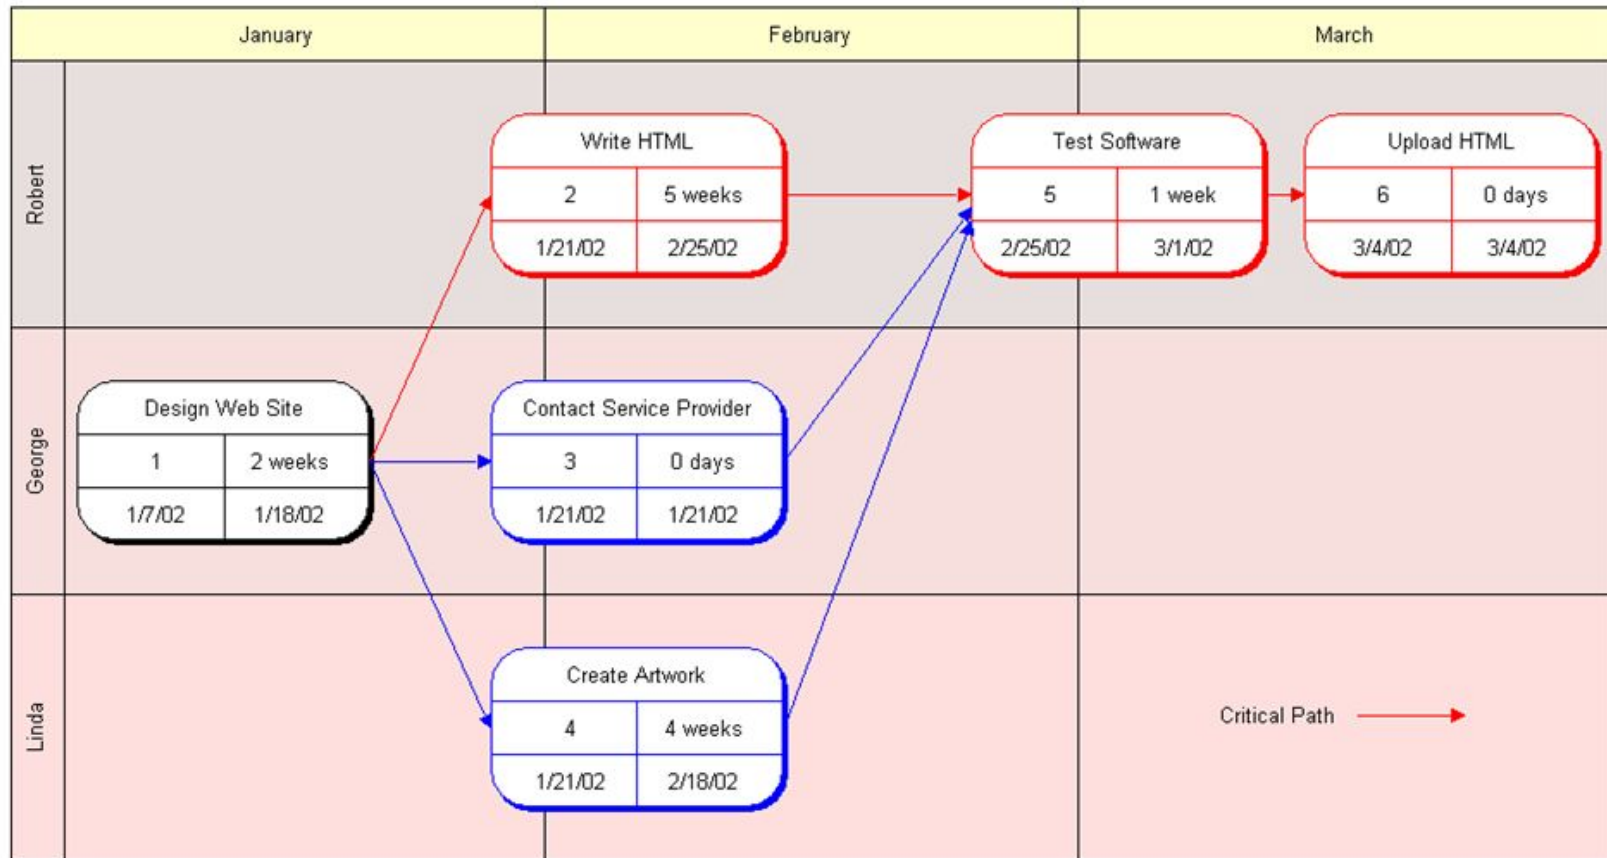 January
February
March
Robert
Write HTML
2
5 weeks
1/21/02
2/25/02
Test Software
5
1 week
2/25/02
3/1/02
Upload HTML
6
0 days
3/4/02
3/4/02
George
Design Web Site
1
2 weeks
1/7/02
1/18/02
Contact Service Provider
3
0 days
1/21/02
1/21/02
Linda
Create Artwork
4
4 weeks
1/21/02
2/18/02
Critical Path